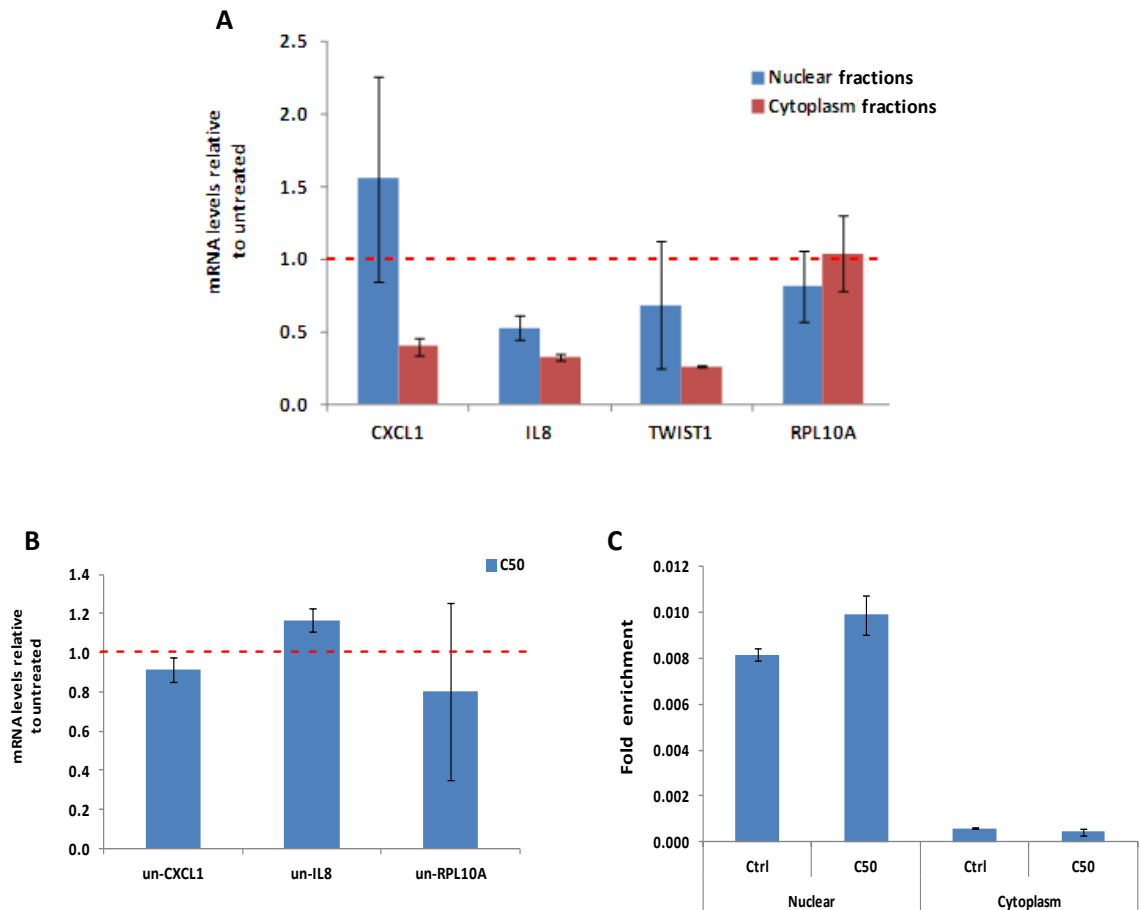 A
mRNA levels relative
to untreated
2.5
2.0
1.5
1.0
0.5
0.0
Nuclear fractions
Cytoplasm fractions
CXCL1 IL8 TWIST1 RPL10A
B
mRNA levels relative
to untreated
1.4
1.2
1.0
0.8
0.6
0.4
0.2
0.0
C50
un-CXCL1 un-IL8 un-RPL10A
C
Fold enrichment
0.012
0.010
0.008
0.006
0.004
0.002
0.000
Ctrl C50 Ctrl C50
Nuclear Cytoplasm